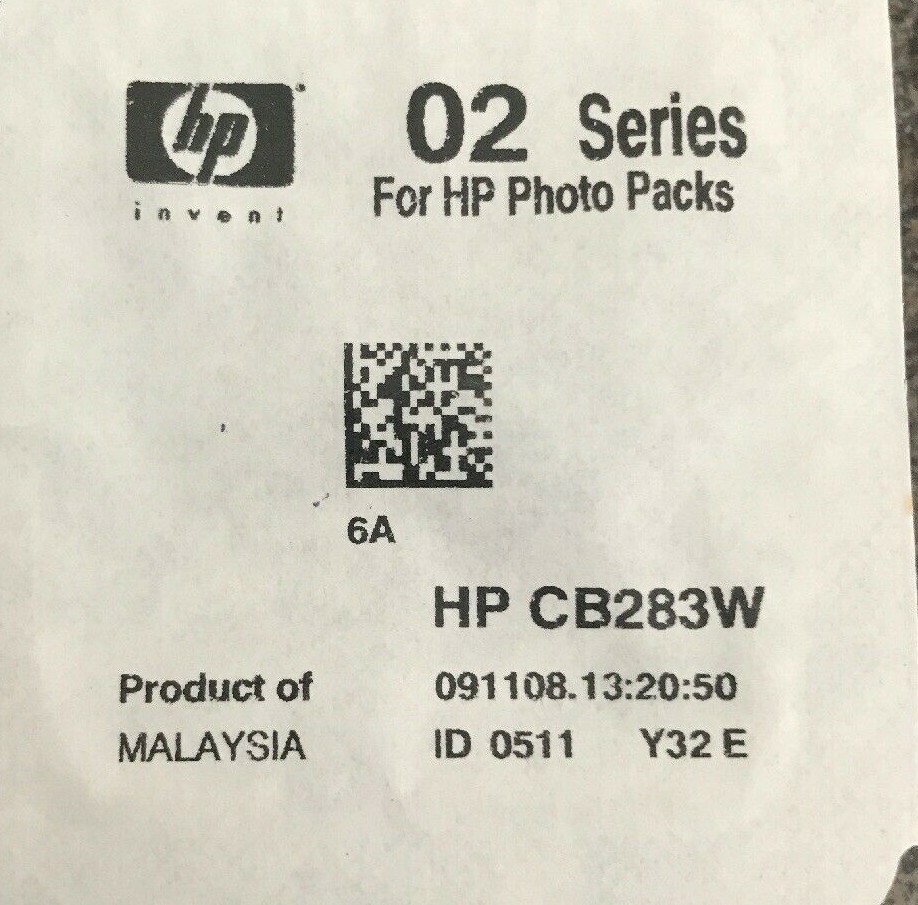 hp
invent
02 Series
For HP Photo Packs
6A
HP CB283W
Product of
MALAYSIA
091108.13:20:50
ID 0511 Y32 E